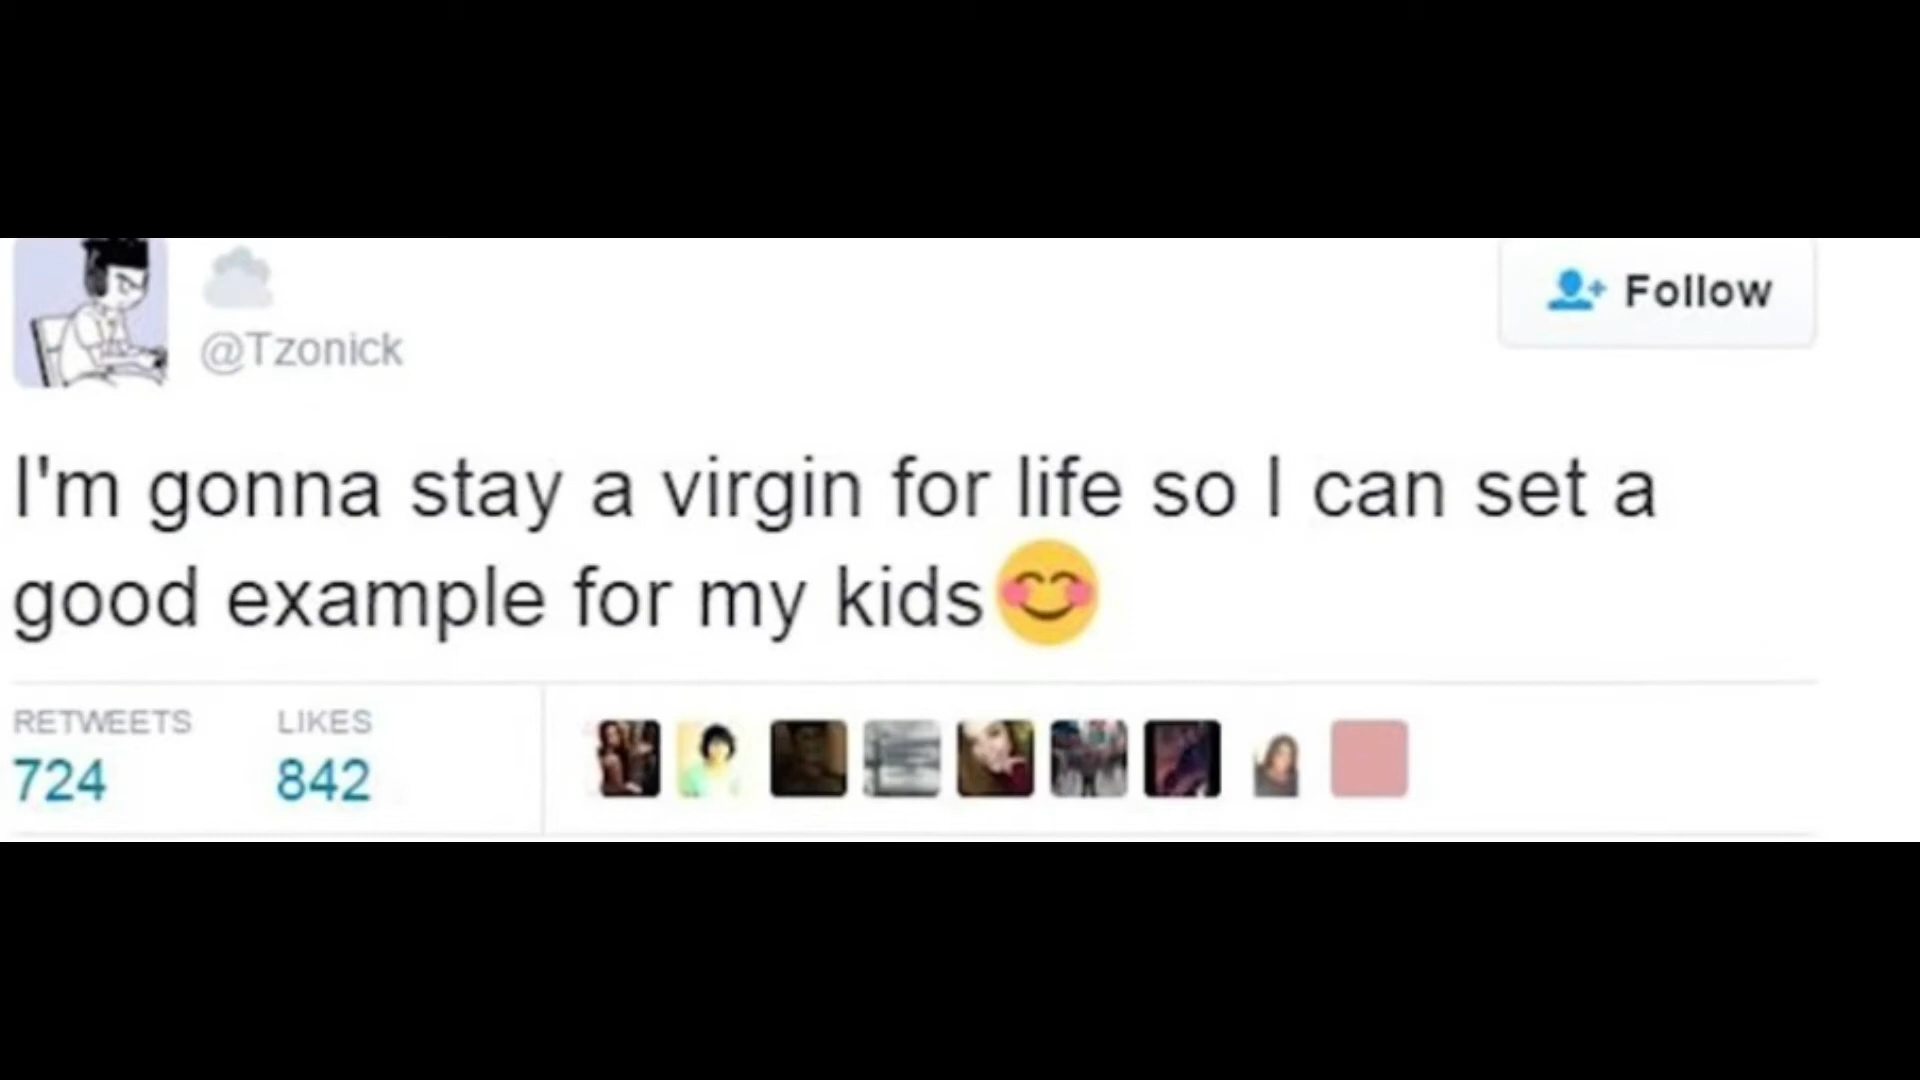 Follow
@Tzonick
I'm gonna stay a virgin for life so I can set a
good example for my kids😊
RETWEETS LIKES
724 842